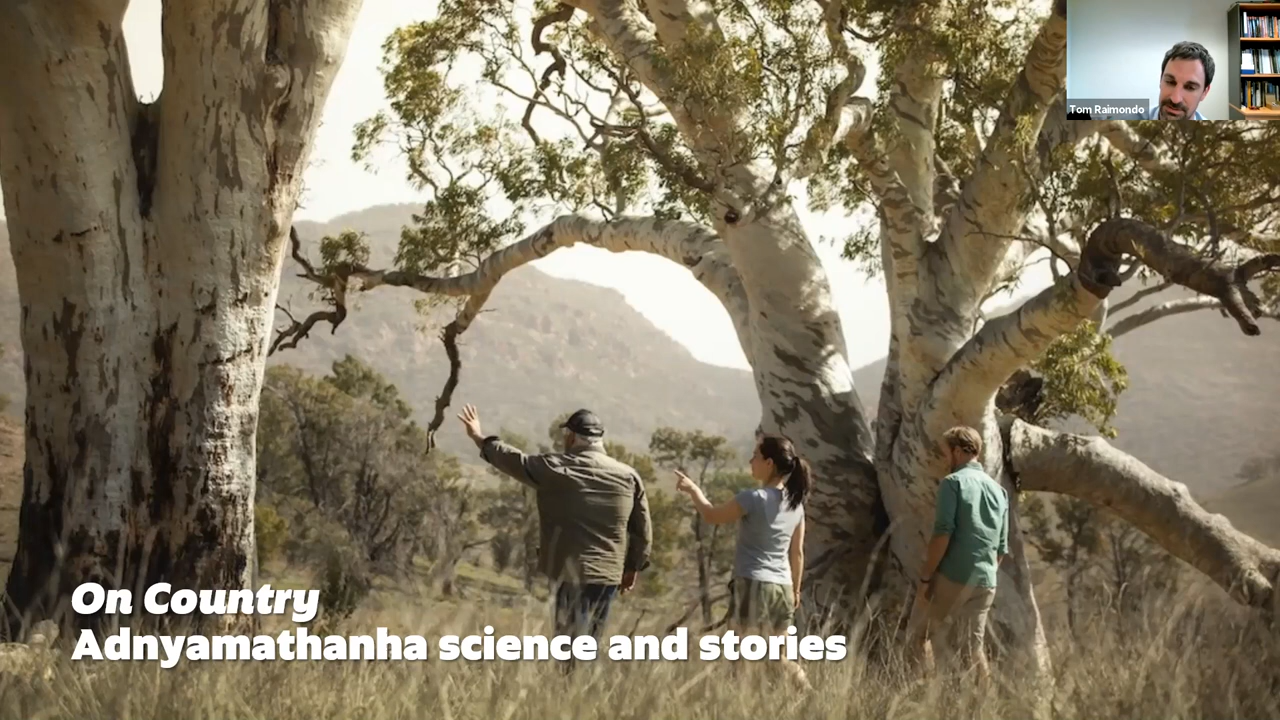 Tom Raimondo
On Country
Adnyamathanha science and stories